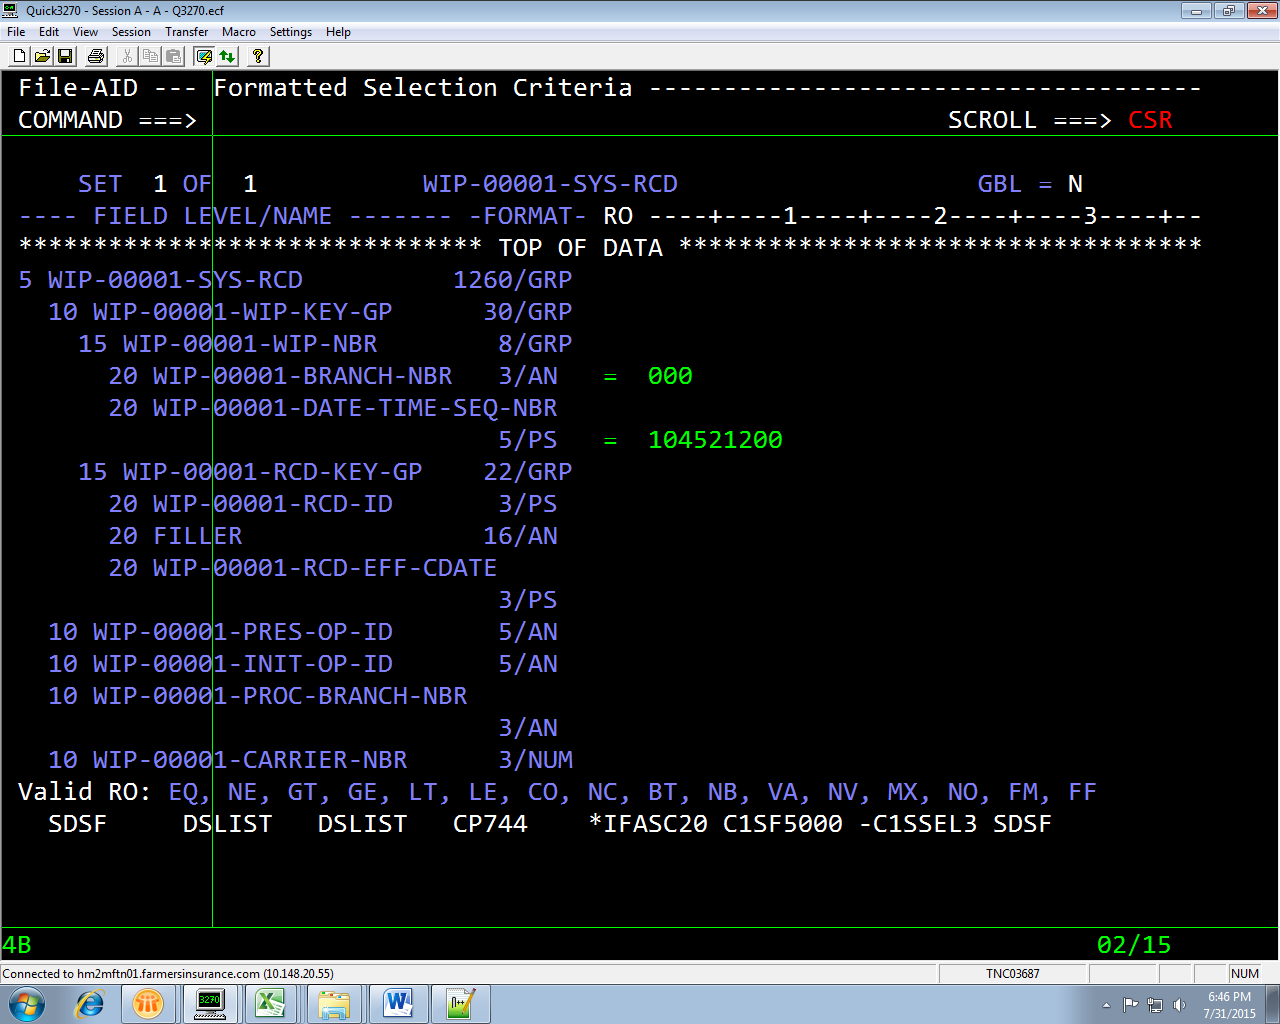 Quick3270 - Session A - A - Q3270.ecf
File Edit View Session Transfer Macro Settings Help
File-AID --- Formatted Selection Criteria -------------------------------------
COMMAND ===> SCROLL ===> CSR
SET 1 OF 1 WIP-00001-SYS-RCD GBL = N
---- FIELD LEVEL/NAME ------- -FORMAT- RO ----+----1----+----2----+----3----+--
******************************* TOP OF DATA ***********************************
5 WIP-00001-SYS-RCD 1260/GRP
10 WIP-00001-WIP-KEY-GP 30/GRP
15 WIP-00001-WIP-NBR 8/GRP
20 WIP-00001-BRANCH-NBR 3/AN = 000
20 WIP-00001-DATE-TIME-SEQ-NBR
5/PS = 104521200
15 WIP-00001-RCD-KEY-GP 22/GRP
20 WIP-00001-RCD-ID 3/PS
20 FILLER 16/AN
20 WIP-00001-RCD-EFF-CDATE
3/PS
10 WIP-00001-PRES-OP-ID 5/AN
10 WIP-00001-INIT-OP-ID 5/AN
10 WIP-00001-PROC-BRANCH-NBR
3/AN
10 WIP-00001-CARRIER-NBR 3/NUM
Valid RO: EQ, NE, GT, GE, LT, LE, CO, NC, BT, NB, VA, NV, MX, NO, FM, FF
SDSF DSLIST DSLIST CP744 *IFASC20 C1SF5000 -C1SSEL3 SDSF
4B 02/15
Connected to hm2mftn01.farmersinsurance.com (10.148.20.55) TNC03687 NUM
3270
6:46 PM
7/31/2015